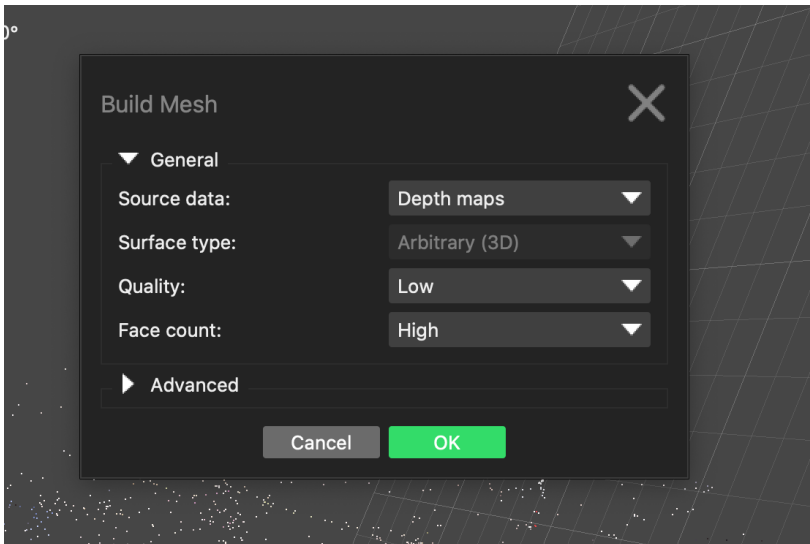 0°
Build Mesh
General
Source data: Depth maps
Surface type: Arbitrary (3D)
Quality: Low
Face count: High
Advanced
Cancel OK